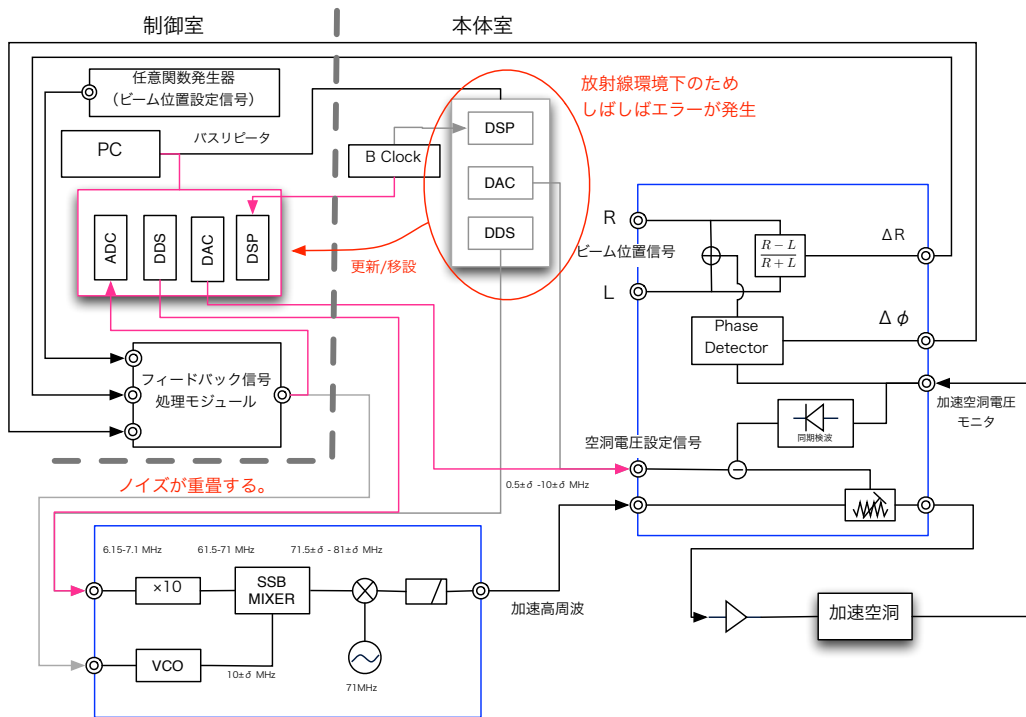 制御室
本体室
任意関数発生器
（ビーム位置設定信号）
放射線環境下のため
しばしばエラーが発生
PC
バスリピータ
B Clock
DSP
DAC
DDS
ADC
DDS
DAC
DSP
更新/移設
R
ビーム位置信号
L
R − L
R + L
ΔR
Phase
Detector
Δφ
フィードバック信号
処理モジュール
加速空洞電圧
モニタ
同期検波
空洞電圧設定信号
ノイズが重畳する。
0.5±δ -10±δ MHz
6.15-7.1 MHz
61.5-71 MHz
71.5±δ - 81±δ MHz
×10
SSB
MIXER
加速高周波
加速空洞
VCO
10±δ MHz
71MHz